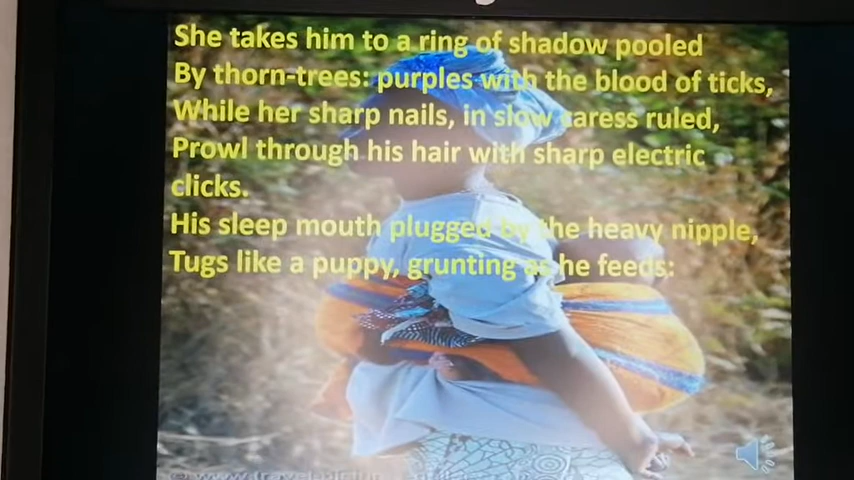 She takes him to a ring of shadow pooled
By thorn-trees: purples with the blood of ticks,
While her sharp nails, in slow caress ruled,
Prowl through his hair with sharp electric
clicks.
His sleep mouth plugged by the heavy nipple,
Tugs like a puppy, grunting as he feeds: